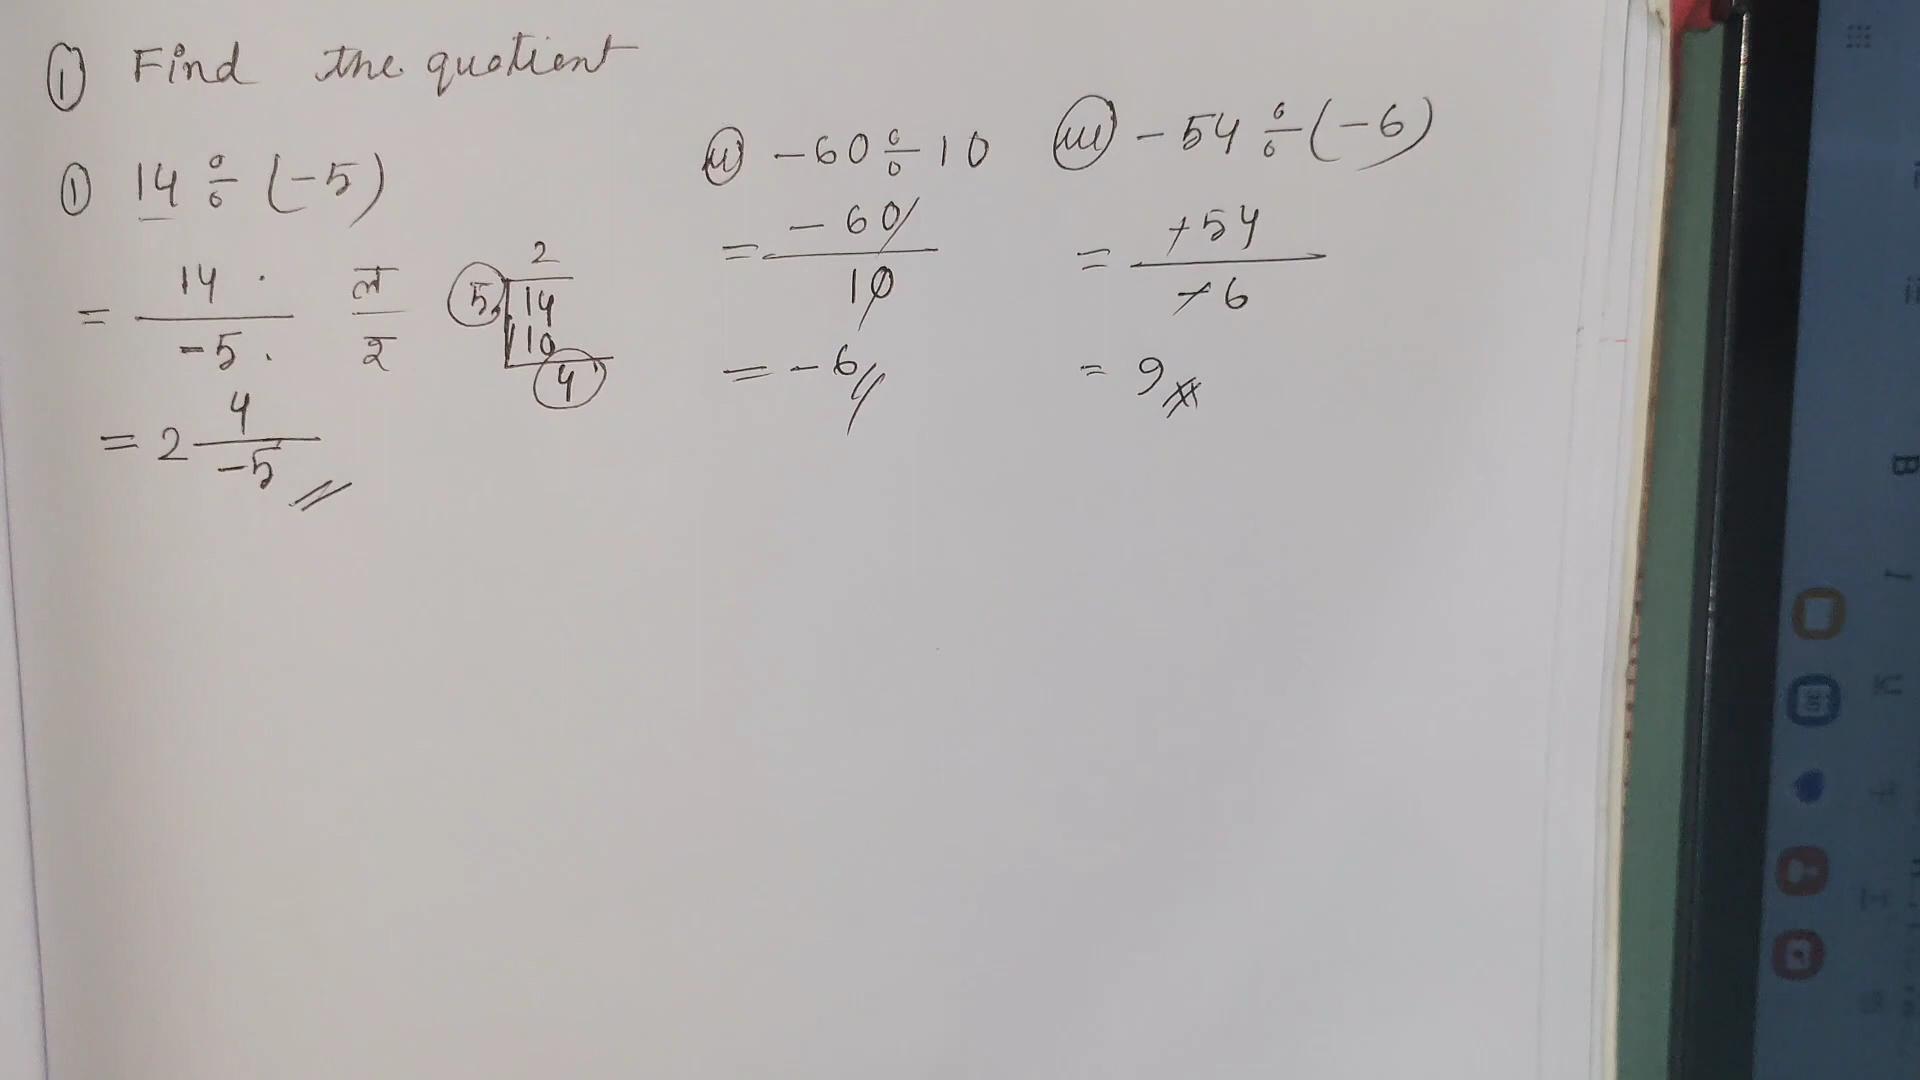 ① Find the quotient
① 14 ÷ (-5)
= 14 / -5
ल / र
2
5 14
10
4
= 2 4/-5
ii -60 ÷ 10
= -60 / 10
= -6
iii -54 ÷ (-6)
= +54 / +6
= 9
B
I
U